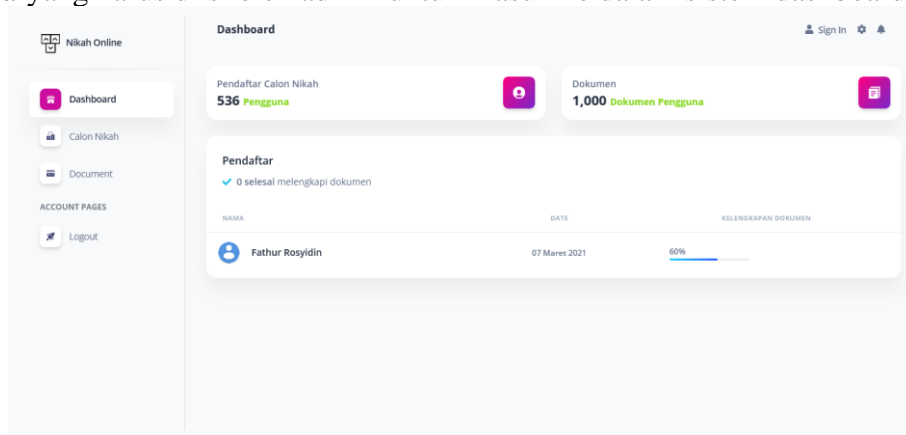 Nikah Online
Dashboard
Calon Nikah
Document
ACCOUNT PAGES
Logout
Dashboard
Sign In
Pendaftar Calon Nikah
536 Pengguna
Dokumen
1,000 Dokumen Pengguna
Pendaftar
0 selesai melengkapi dokumen
NAMA DATE KELENGKAPAN DOKUMEN
Fathur Rosyidin 07 Maret 2021 60%